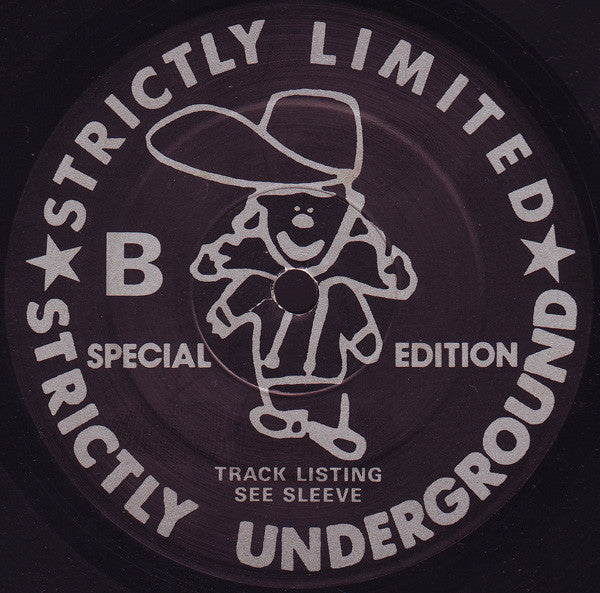 STRICTLY LIMITED
B
SPECIAL EDITION
TRACK LISTING
SEE SLEEVE
STRICTLY UNDERGROUND